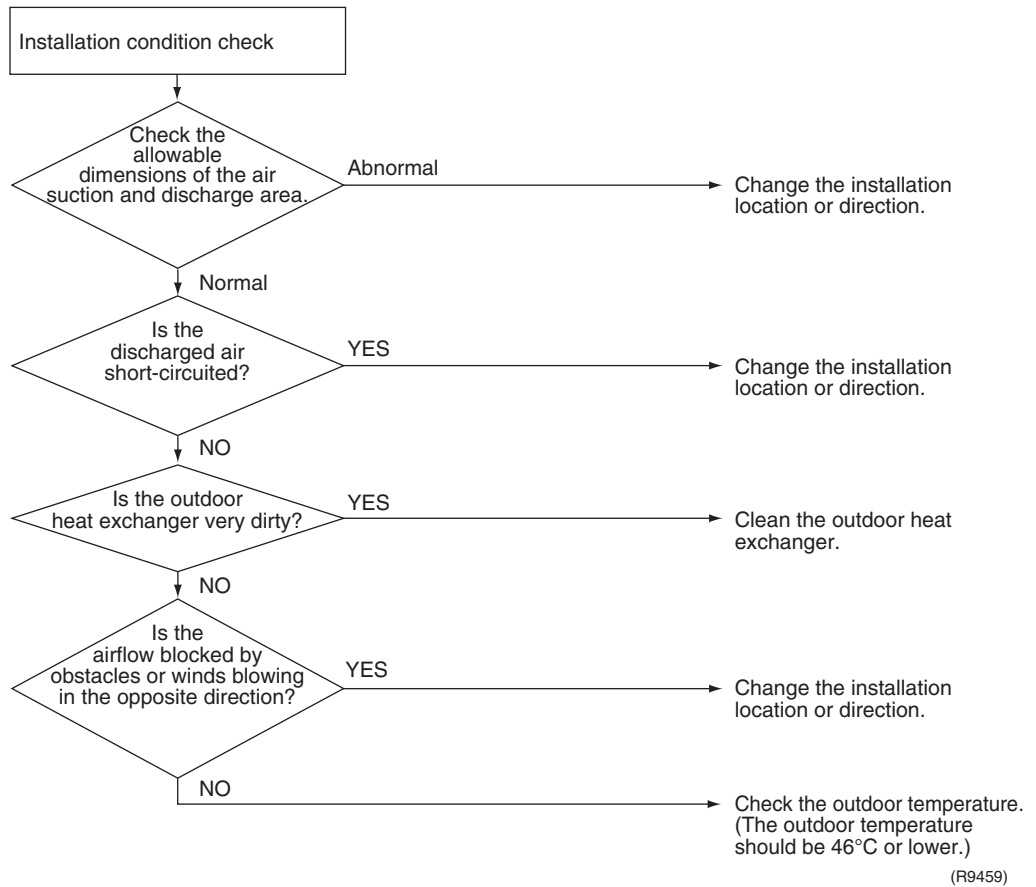 Installation condition check
Check the
allowable
dimensions of the air
suction and discharge area.
Abnormal
Change the installation
location or direction.
Normal
Is the
discharged air
short-circuited?
YES
Change the installation
location or direction.
NO
Is the outdoor
heat exchanger very dirty?
YES
Clean the outdoor heat
exchanger.
NO
Is the
airflow blocked by
obstacles or winds blowing
in the opposite direction?
YES
Change the installation
location or direction.
NO
Check the outdoor temperature.
(The outdoor temperature
should be 46°C or lower.)
(R9459)